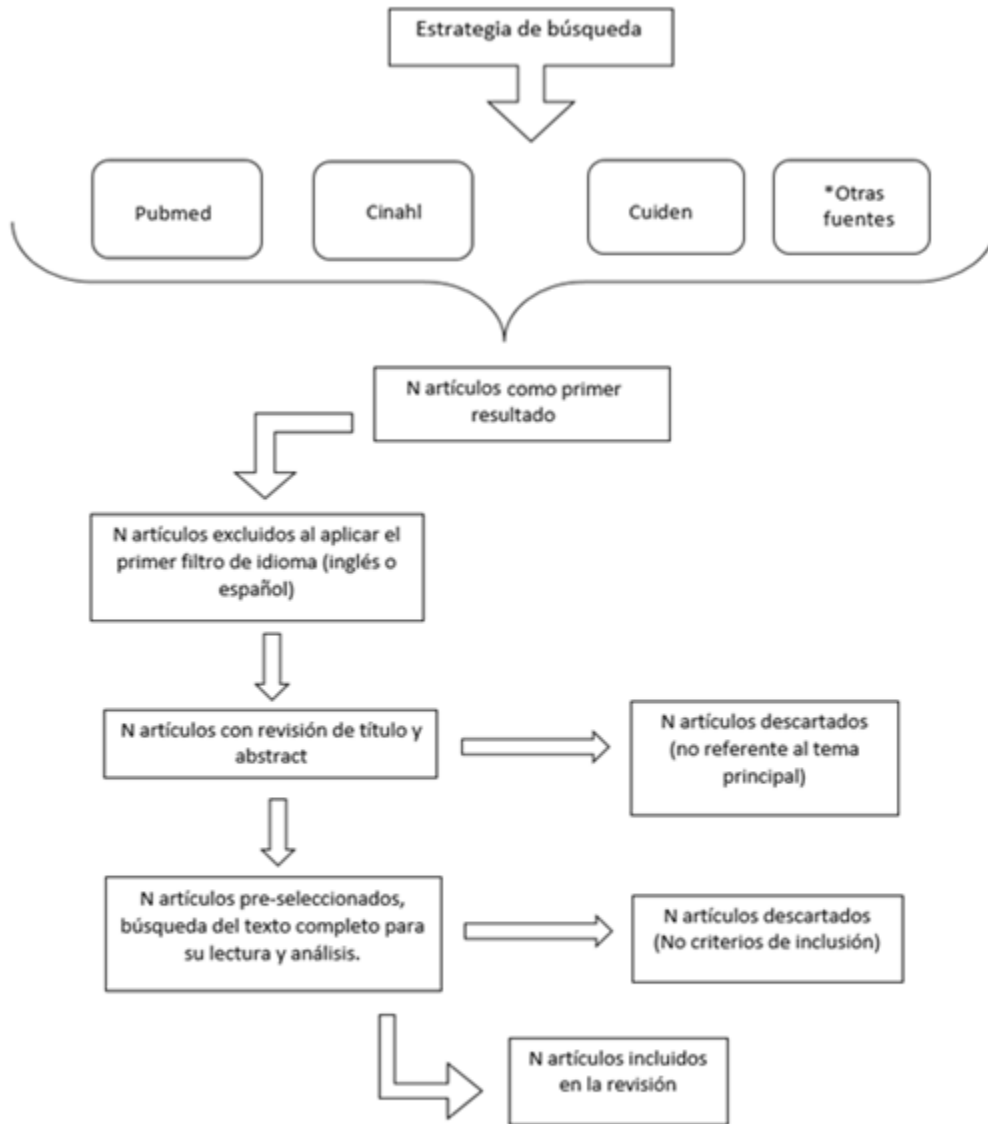 Estrategia de búsqueda
Pubmed
Cinahl
Cuiden
*Otras
fuentes
N artículos como primer
resultado
N artículos excluidos al aplicar el
primer filtro de idioma (inglés o
español)
N artículos con revisión de título y
abstract
N artículos descartados
(no referente al tema
principal)
N artículos pre-seleccionados,
búsqueda del texto completo para
su lectura y análisis.
N artículos descartados
(No criterios de inclusión)
N artículos incluidos
en la revisión